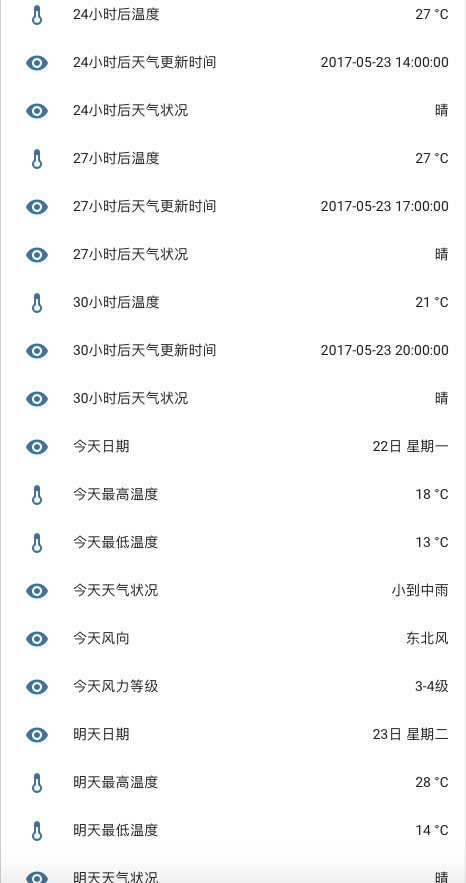 24小时后温度 27 °C
24小时后天气更新时间 2017-05-23 14:00:00
24小时后天气状况 晴
27小时后温度 27 °C
27小时后天气更新时间 2017-05-23 17:00:00
27小时后天气状况 晴
30小时后温度 21 °C
30小时后天气更新时间 2017-05-23 20:00:00
30小时后天气状况 晴
今天日期 22日 星期一
今天最高温度 18 °C
今天最低温度 13 °C
今天天气状况 小到中雨
今天风向 东北风
今天风力等级 3-4级
明天日期 23日 星期二
明天最高温度 28 °C
明天最低温度 14 °C
明天天气状况 晴